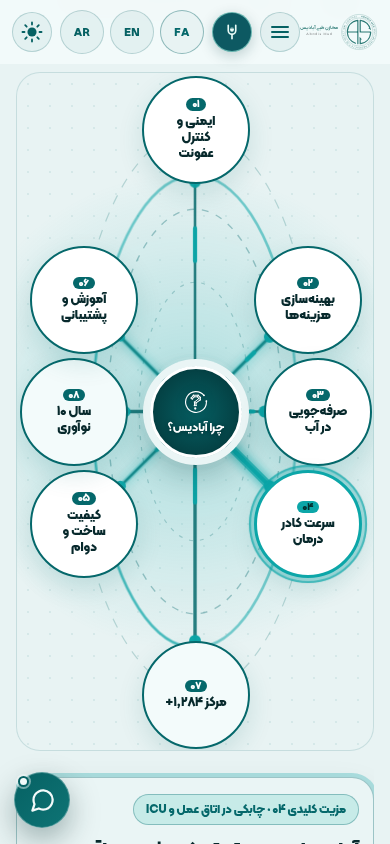 AR
EN
FA
۰۱
ایمنی و
کنترل
عفونت
۰۲
بهینه‌سازی
هزینه‌ها
۰۶
آموزش و
پشتیبانی
۰۳
صرفه‌جویی
در آب
چرا آبادیس؟
۰۸
۱۰ سال
نوآوری
۰۴
سرعت کادر
درمان
۰۵
کیفیت
ساخت و
دوام
۰۷
+۱,۲۸۴ مرکز
مزیت کلیدی ۰۴ · چابکی در اتاق عمل و ICU